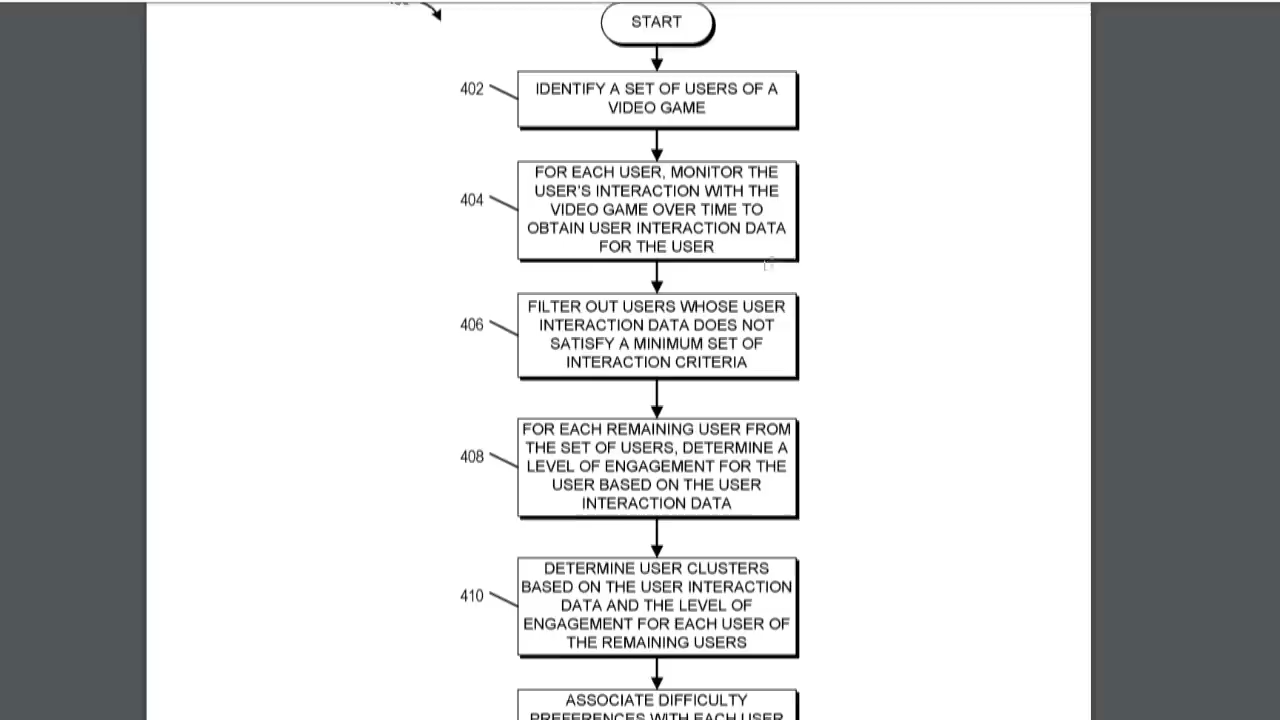 START
402
IDENTIFY A SET OF USERS OF A
VIDEO GAME
404
FOR EACH USER, MONITOR THE
USER'S INTERACTION WITH THE
VIDEO GAME OVER TIME TO
OBTAIN USER INTERACTION DATA
FOR THE USER
406
FILTER OUT USERS WHOSE USER
INTERACTION DATA DOES NOT
SATISFY A MINIMUM SET OF
INTERACTION CRITERIA
408
FOR EACH REMAINING USER FROM
THE SET OF USERS, DETERMINE A
LEVEL OF ENGAGEMENT FOR THE
USER BASED ON THE USER
INTERACTION DATA
410
DETERMINE USER CLUSTERS
BASED ON THE USER INTERACTION
DATA AND THE LEVEL OF
ENGAGEMENT FOR EACH USER OF
THE REMAINING USERS
ASSOCIATE DIFFICULTY
PREFERENCES WITH EACH USER